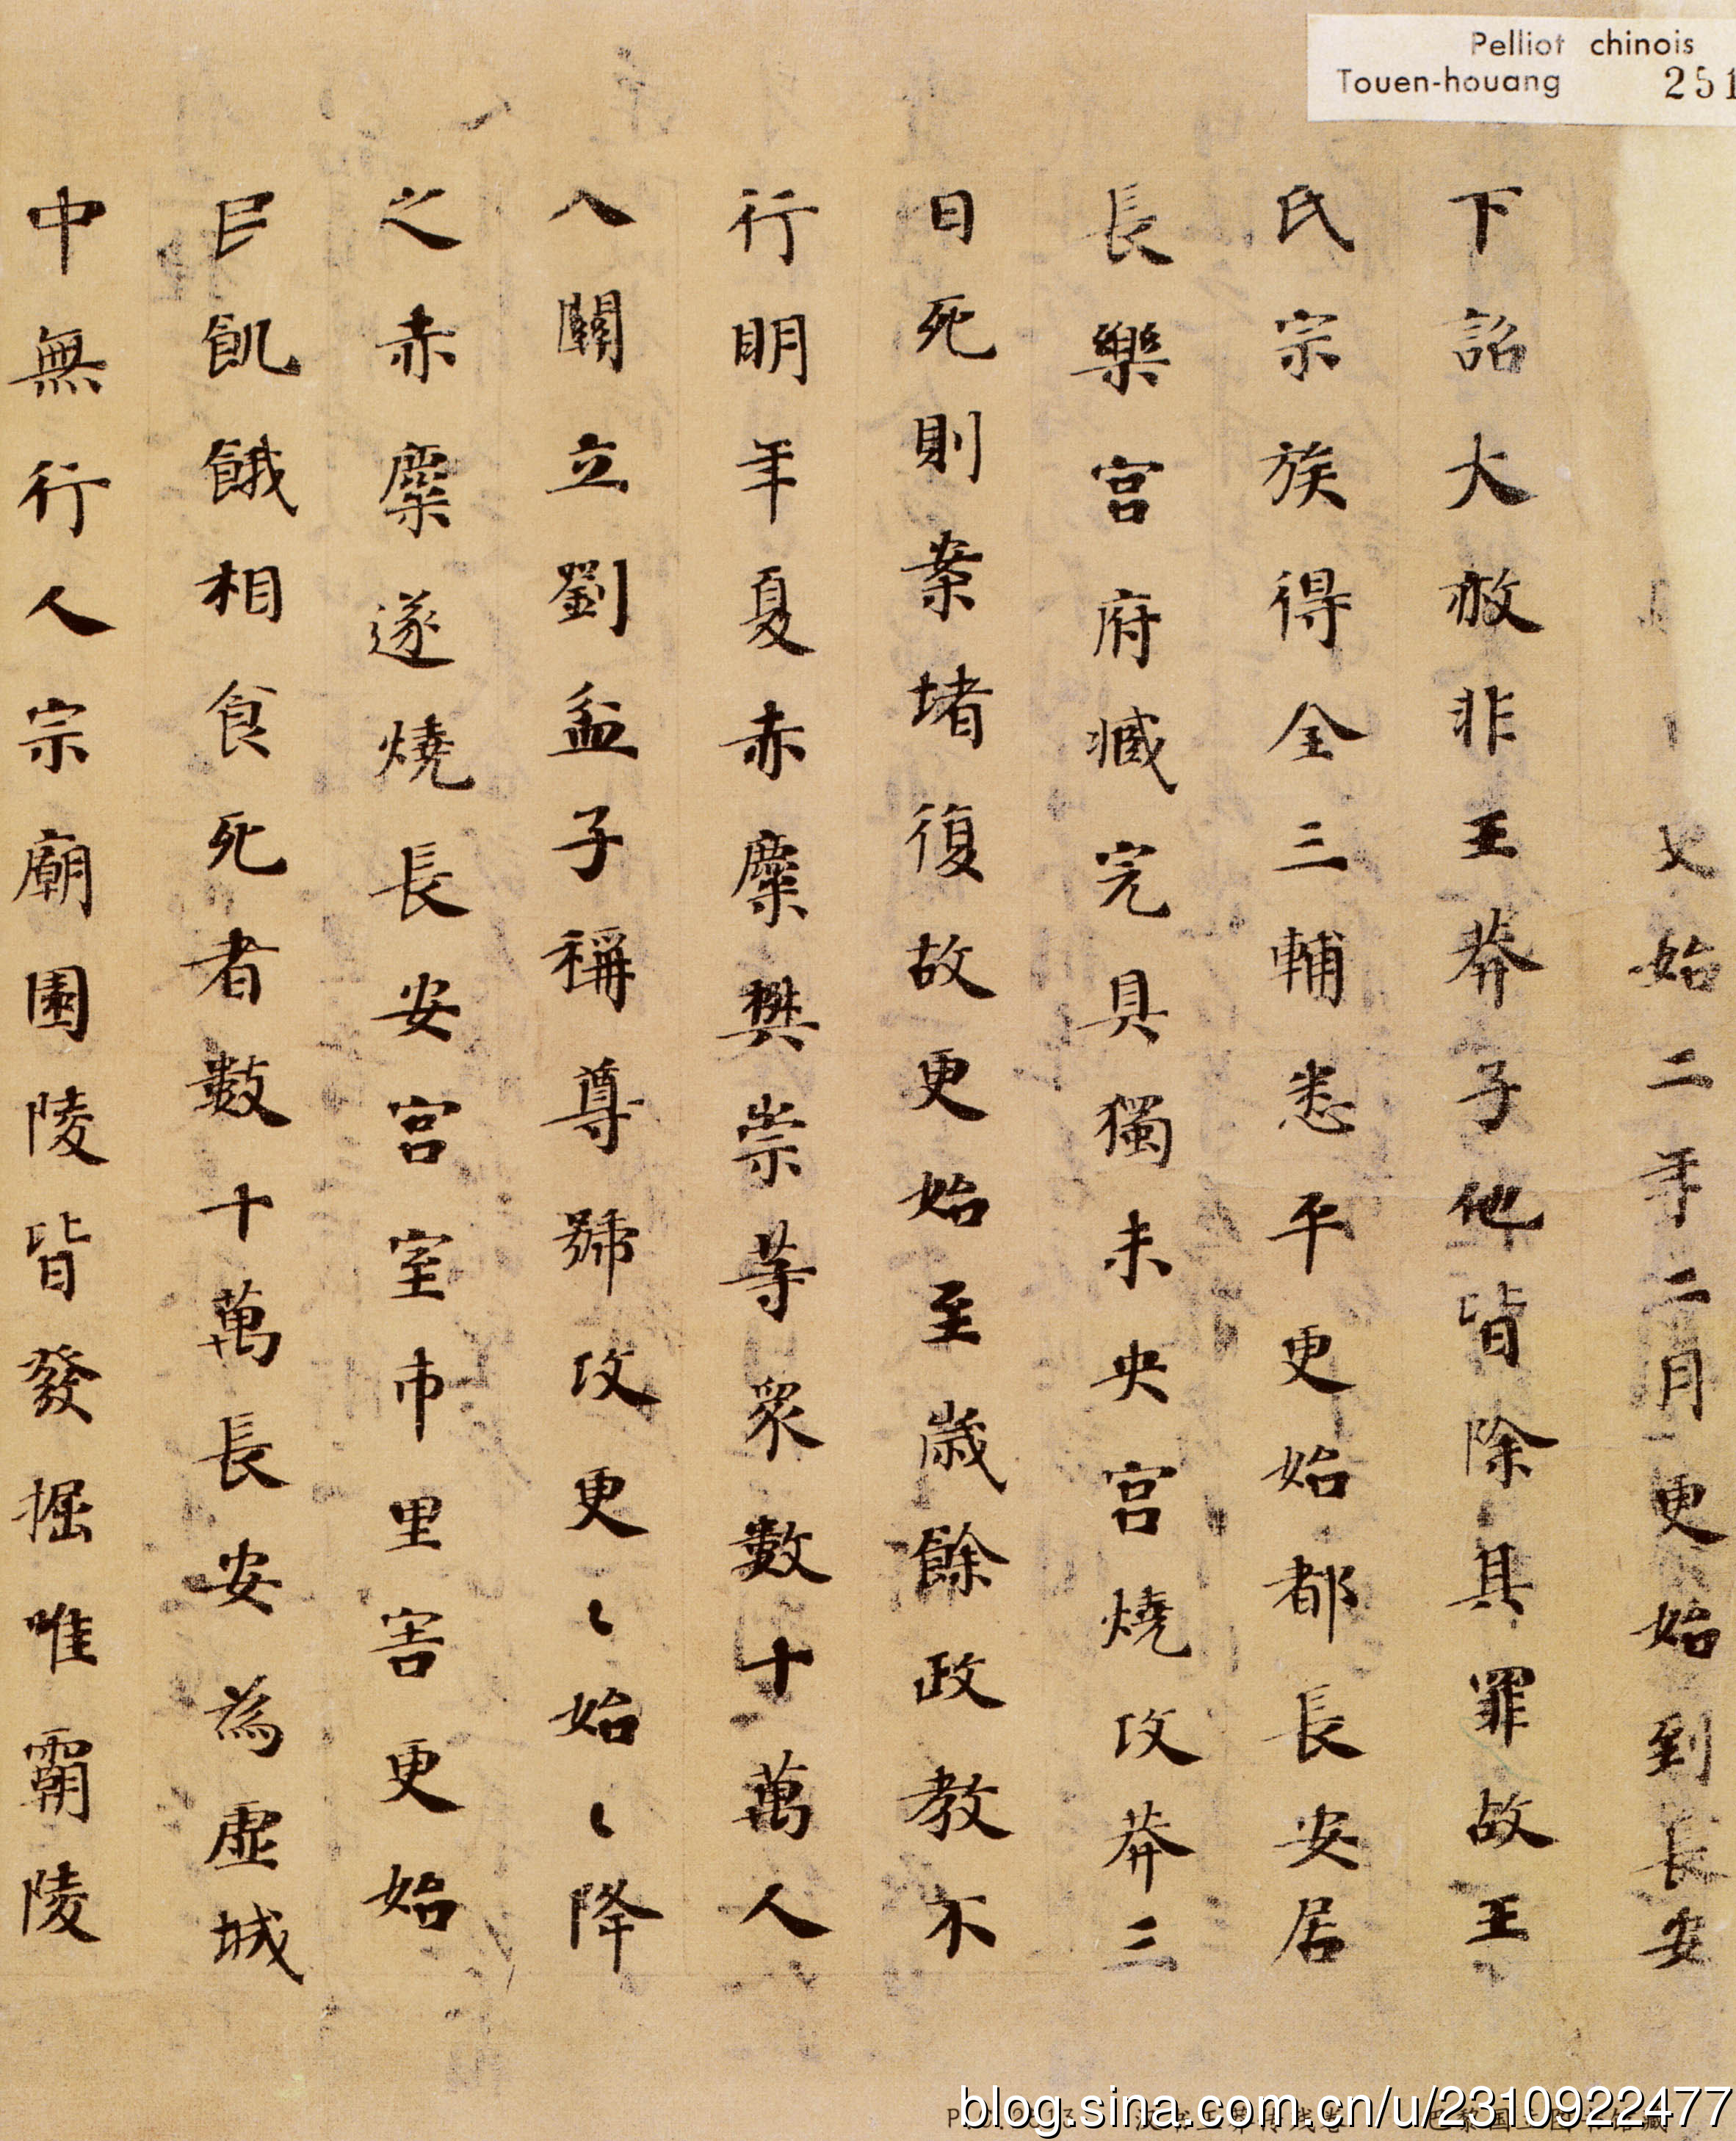 Pelliot chinois
Touen-houang 251
始二年二月更始到長安
下詔大赦非王莽子他皆除其罪故王
氏宗族得全三輔悉平更始都長安居
長樂宮府臧完具獨未央宮燒攻莽三
日死則案堵復故更始至歲餘政教不
行明年夏赤麋樊崇等衆數十萬人
入關立劉盆子稱尊號攻更〻始〻降
之赤麋遂燒長安宮室市里害更始
民飢餓相食死者數十萬長安為虛城
中無行人宗廟園陵皆發掘唯霸陵
blog.sina.com.cn/u/2310922477